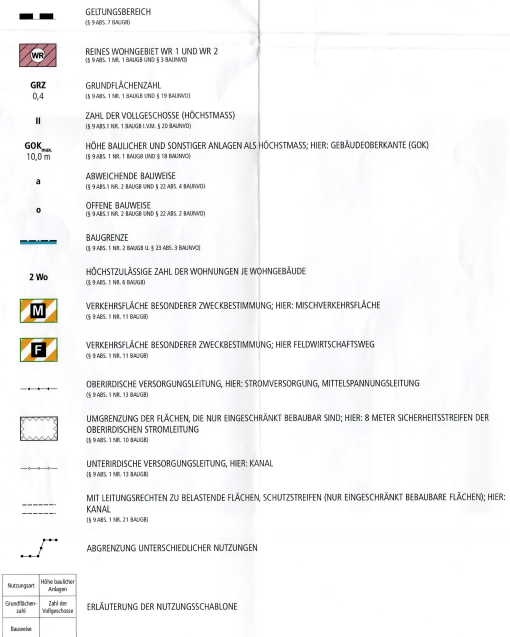 GELTUNGSBEREICH
(§ 9 ABS. 7 BAUGB)
WR
REINES WOHNGEBIET WR 1 UND WR 2
(§ 9 ABS. 1 NR. 1 BAUGB UND § 3 BAUNVO)
GRZ
0,4
GRUNDFLÄCHENZAHL
(§ 9 ABS. 1 NR. 1 BAUGB UND § 19 BAUNVO)
II
ZAHL DER VOLLGESCHOSSE (HÖCHSTMASS)
(§ 9 ABS.1 NR. 1 BAUGB I.V.M. § 20 BAUNVO)
GOKmax.
10,0 m
HÖHE BAULICHER UND SONSTIGER ANLAGEN ALS HÖCHSTMASS; HIER: GEBÄUDEOBERKANTE (GOK)
(§ 9 ABS. 1 NR. 1 BAUGB UND § 18 BAUNVO)
a
ABWEICHENDE BAUWEISE
(§ 9 ABS.1 NR. 2 BAUGB UND § 22 ABS. 4 BAUNVO)
o
OFFENE BAUWEISE
(§ 9 ABS.1 NR. 2 BAUGB UND § 22 ABS. 2 BAUNVO)
BAUGRENZE
(§ 9 ABS. 1 NR. 2 BAUGB U. § 23 ABS. 3 BAUNVO)
2 Wo
HÖCHSTZULÄSSIGE ZAHL DER WOHNUNGEN JE WOHNGEBÄUDE
(§ 9 ABS. 1 NR. 6 BAUGB)
M
VERKEHRSFLÄCHE BESONDERER ZWECKBESTIMMUNG; HIER: MISCHVERKEHRSFLÄCHE
(§ 9 ABS. 1 NR. 11 BAUGB)
F
VERKEHRSFLÄCHE BESONDERER ZWECKBESTIMMUNG; HIER FELDWIRTSCHAFTSWEG
(§ 9 ABS. 1 NR. 11 BAUGB)
OBERIRDISCHE VERSORGUNGSLEITUNG, HIER: STROMVERSORGUNG, MITTELSPANNUNGSLEITUNG
(§ 9 ABS. 1 NR. 13 BAUGB)
UMGRENZUNG DER FLÄCHEN, DIE NUR EINGESCHRÄNKT BEBAUBAR SIND; HIER: 8 METER SICHERHEITSSTREIFEN DER
OBERIRDISCHEN STROMLEITUNG
(§ 9 ABS. 1 NR. 10 BAUGB)
UNTERIRDISCHE VERSORGUNGSLEITUNG, HIER: KANAL
(§ 9 ABS. 1 NR. 13 BAUGB)
MIT LEITUNGSRECHTEN ZU BELASTENDE FLÄCHEN, SCHUTZSTREIFEN (NUR EINGESCHRÄNKT BEBAUBARE FLÄCHEN); HIER:
KANAL
(§ 9 ABS. 1 NR. 21 BAUGB)
ABGRENZUNG UNTERSCHIEDLICHER NUTZUNGEN
Nutzungsart
Höhe baulicher
Anlagen
Grundflächen-
zahl
Zahl der
Vollgeschosse
Bauweise
ERLÄUTERUNG DER NUTZUNGSSCHABLONE